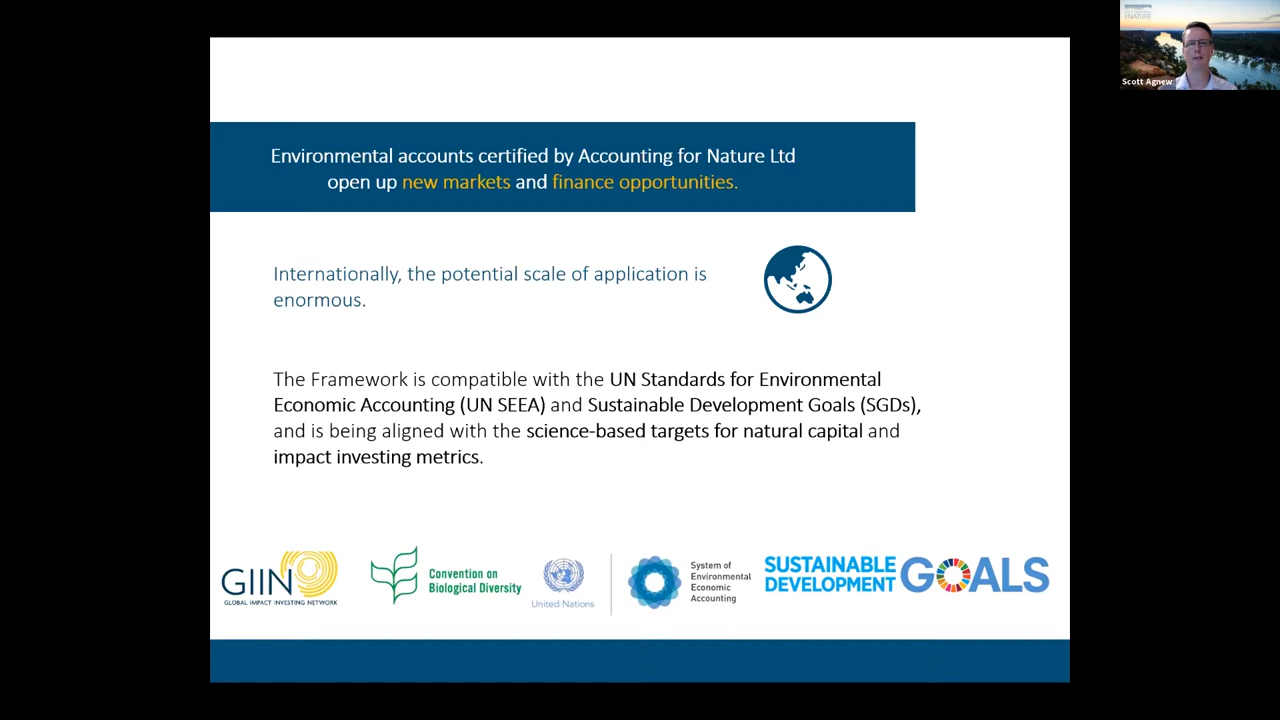 Environmental accounts certified by Accounting for Nature Ltd
open up new markets and finance opportunities.
Internationally, the potential scale of application is
enormous.
The Framework is compatible with the UN Standards for Environmental
Economic Accounting (UN SEEA) and Sustainable Development Goals (SGDs),
and is being aligned with the science-based targets for natural capital and
impact investing metrics.
GIIN
GLOBAL IMPACT INVESTING NETWORK
Convention on
Biological Diversity
United Nations
System of
Environmental
Economic
Accounting
SUSTAINABLE
DEVELOPMENT
GOALS
NATURE
Scott Agnew